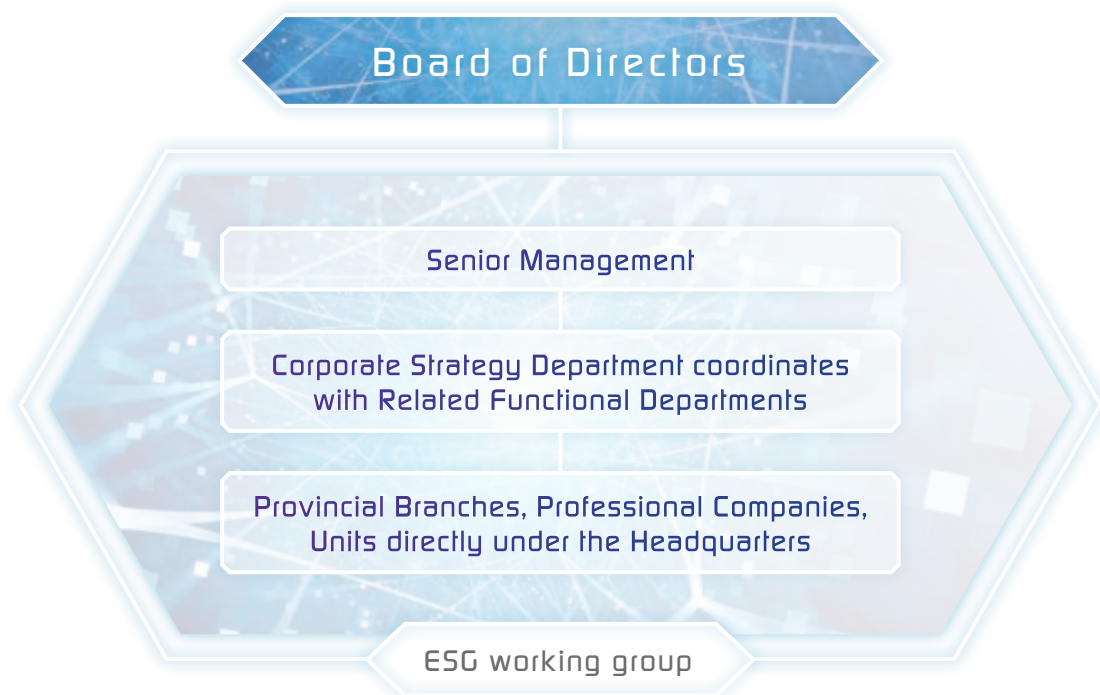 Board of Directors
Senior Management
Corporate Strategy Department coordinates
with Related Functional Departments
Provincial Branches, Professional Companies,
Units directly under the Headquarters
ESG working group